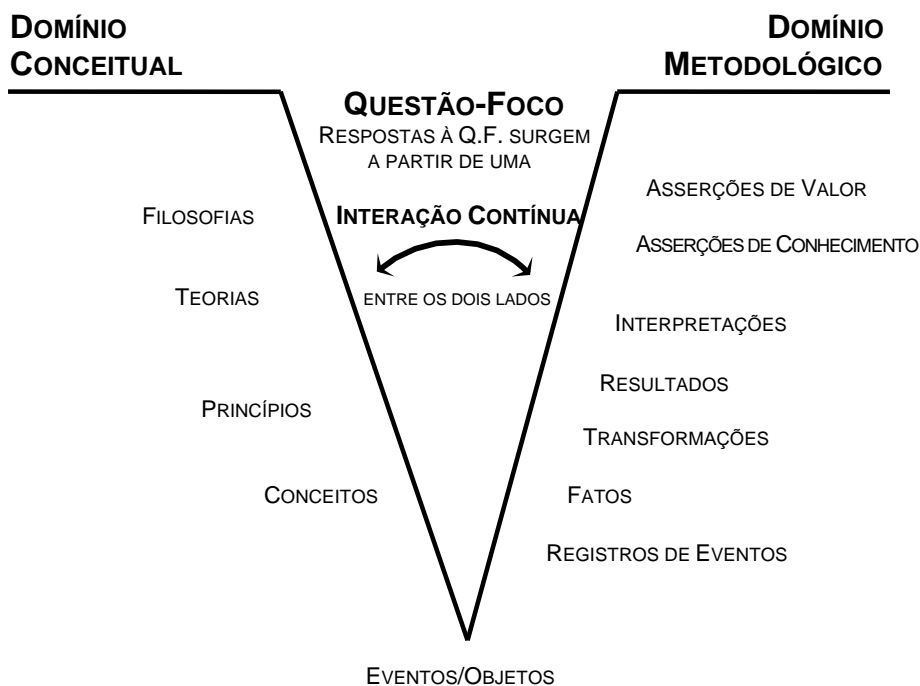 DOMÍNIO
CONCEITUAL
DOMÍNIO
METODOLÓGICO
QUESTÃO-FOCO
RESPOSTAS À Q.F. SURGEM
A PARTIR DE UMA
INTERAÇÃO CONTÍNUA
ENTRE OS DOIS LADOS
FILOSOFIAS
TEORIAS
PRINCÍPIOS
CONCEITOS
ASSERÇÕES DE VALOR
ASSERÇÕES DE CONHECIMENTO
INTERPRETAÇÕES
RESULTADOS
TRANSFORMAÇÕES
FATOS
REGISTROS DE EVENTOS
EVENTOS/OBJETOS